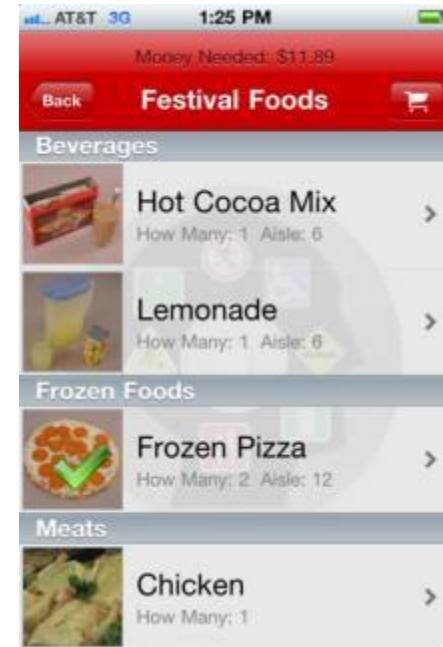 AT&T 3G 1:25 PM
Money Needed: $11.89
Back Festival Foods
Beverages
Hot Cocoa Mix
How Many: 1 Aisle: 6
Lemonade
How Many: 1 Aisle: 6
Frozen Foods
Frozen Pizza
How Many: 2 Aisle: 12
Meats
Chicken
How Many: 1